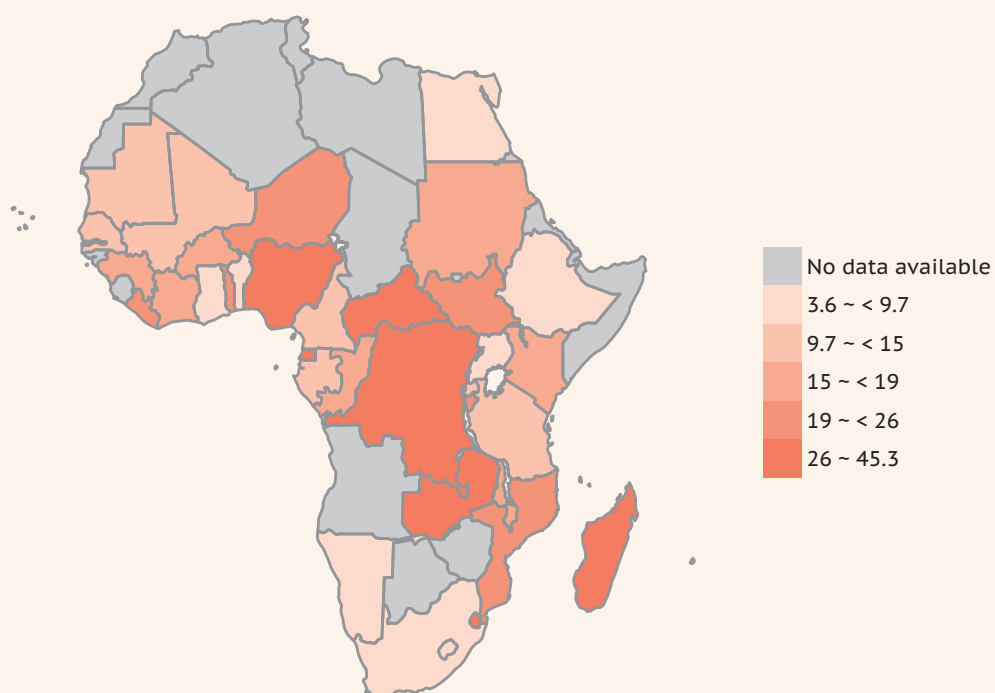 No data available
3.6 ~ < 9.7
9.7 ~ < 15
15 ~ < 19
19 ~ < 26
26 ~ 45.3